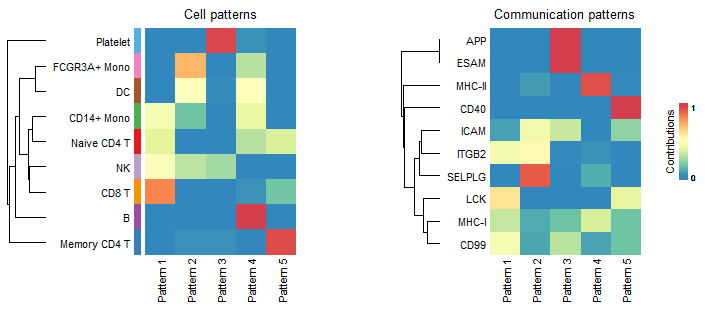 Cell patterns
Platelet
FCGR3A+ Mono
DC
CD14+ Mono
Naive CD4 T
NK
CD8 T
B
Memory CD4 T
Pattern 1
Pattern 2
Pattern 3
Pattern 4
Pattern 5
Communication patterns
APP
ESAM
MHC-II
CD40
ICAM
ITGB2
SELPLG
LCK
MHC-I
CD99
Pattern 1
Pattern 2
Pattern 3
Pattern 4
Pattern 5
Contributions
1
0